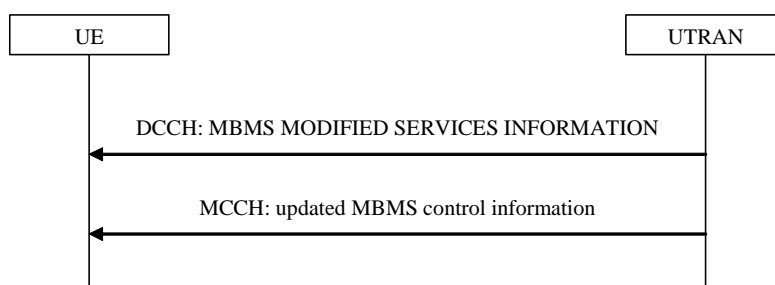 UE
UTRAN
DCCH: MBMS MODIFIED SERVICES INFORMATION
MCCH: updated MBMS control information